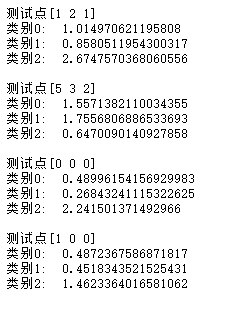 测试点[1 2 1]
类别0:  1.014970621195808
类别1:  0.8580511954300317
类别2:  2.6747570368060556
测试点[5 3 2]
类别0:  1.5571382110034355
类别1:  1.7556806886533693
类别2:  0.6470090140927858
测试点[0 0 0]
类别0:  0.48996154156929983
类别1:  0.26843241115322625
类别2:  2.241501371492966
测试点[1 0 0]
类别0:  0.4872367586871817
类别1:  0.4518343521525431
类别2:  1.4623364016581062